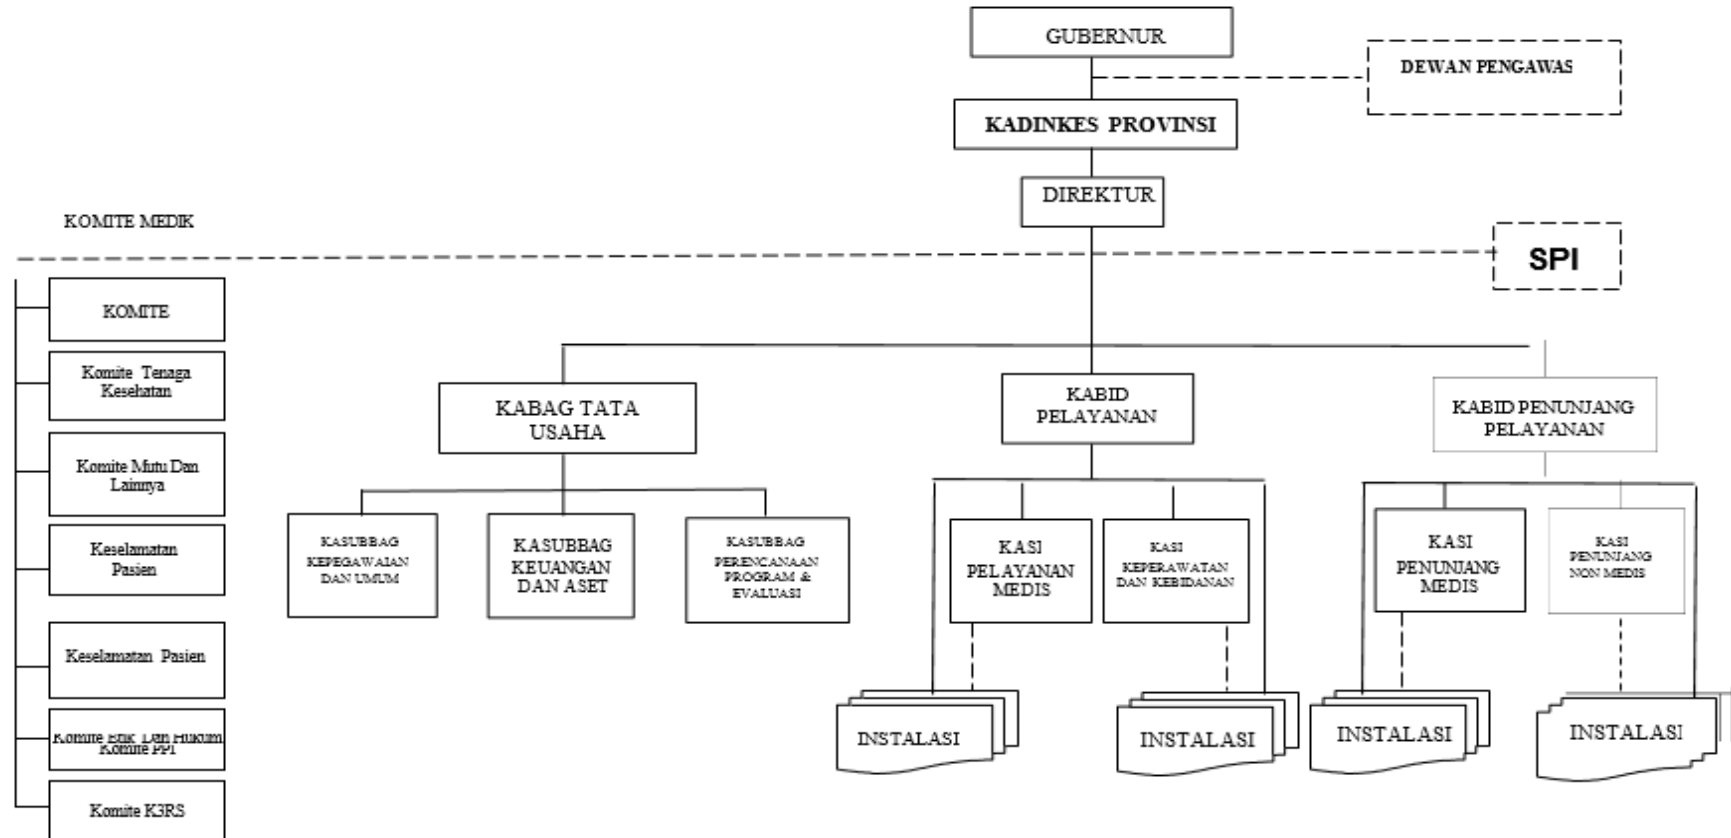 GUBERNUR
DEWAN PENGAWAS
KADINKES PROVINSI
DIREKTUR
KOMITE MEDIK
SPI
KOMITE
Komite Tenaga
Kesehatan
Komite Mutu Dan
Lainnya
Keselamatan
Pasien
Keselamatan Pasien
Komite Etik Dan Hukum
Komite PPI
Komite K3RS
KABAG TATA
USAHA
KABID
PELAYANAN
KABID PENUNJANG
PELAYANAN
KASUBBAG
KEPEGAWAIAN
DAN UMUM
KASUBBAG
KEUANGAN
DAN ASET
KASUBBAG
PERENCANAAN
PROGRAM &
EVALUASI
KASI
PELAYANAN
MEDIS
KASI
KEPERAWATAN
DAN KEBIDANAN
KASI
PENUNJANG
MEDIS
KASI
PENUNJANG
NON MEDIS
INSTALASI
INSTALASI
INSTALASI
INSTALASI